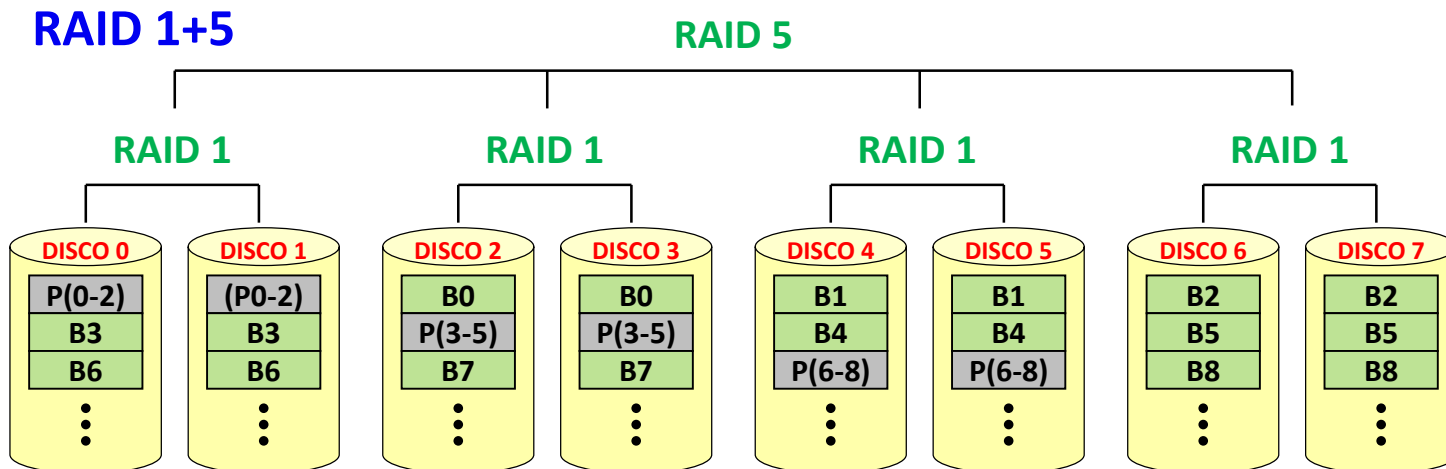 RAID 1+5
RAID 5
RAID 1 RAID 1 RAID 1 RAID 1
DISCO 0 DISCO 1 DISCO 2 DISCO 3 DISCO 4 DISCO 5 DISCO 6 DISCO 7
P(0-2) (P0-2) B0 B0 B1 B1 B2 B2
B3 B3 P(3-5) P(3-5) B4 B4 B5 B5
B6 B6 B7 B7 P(6-8) P(6-8) B8 B8